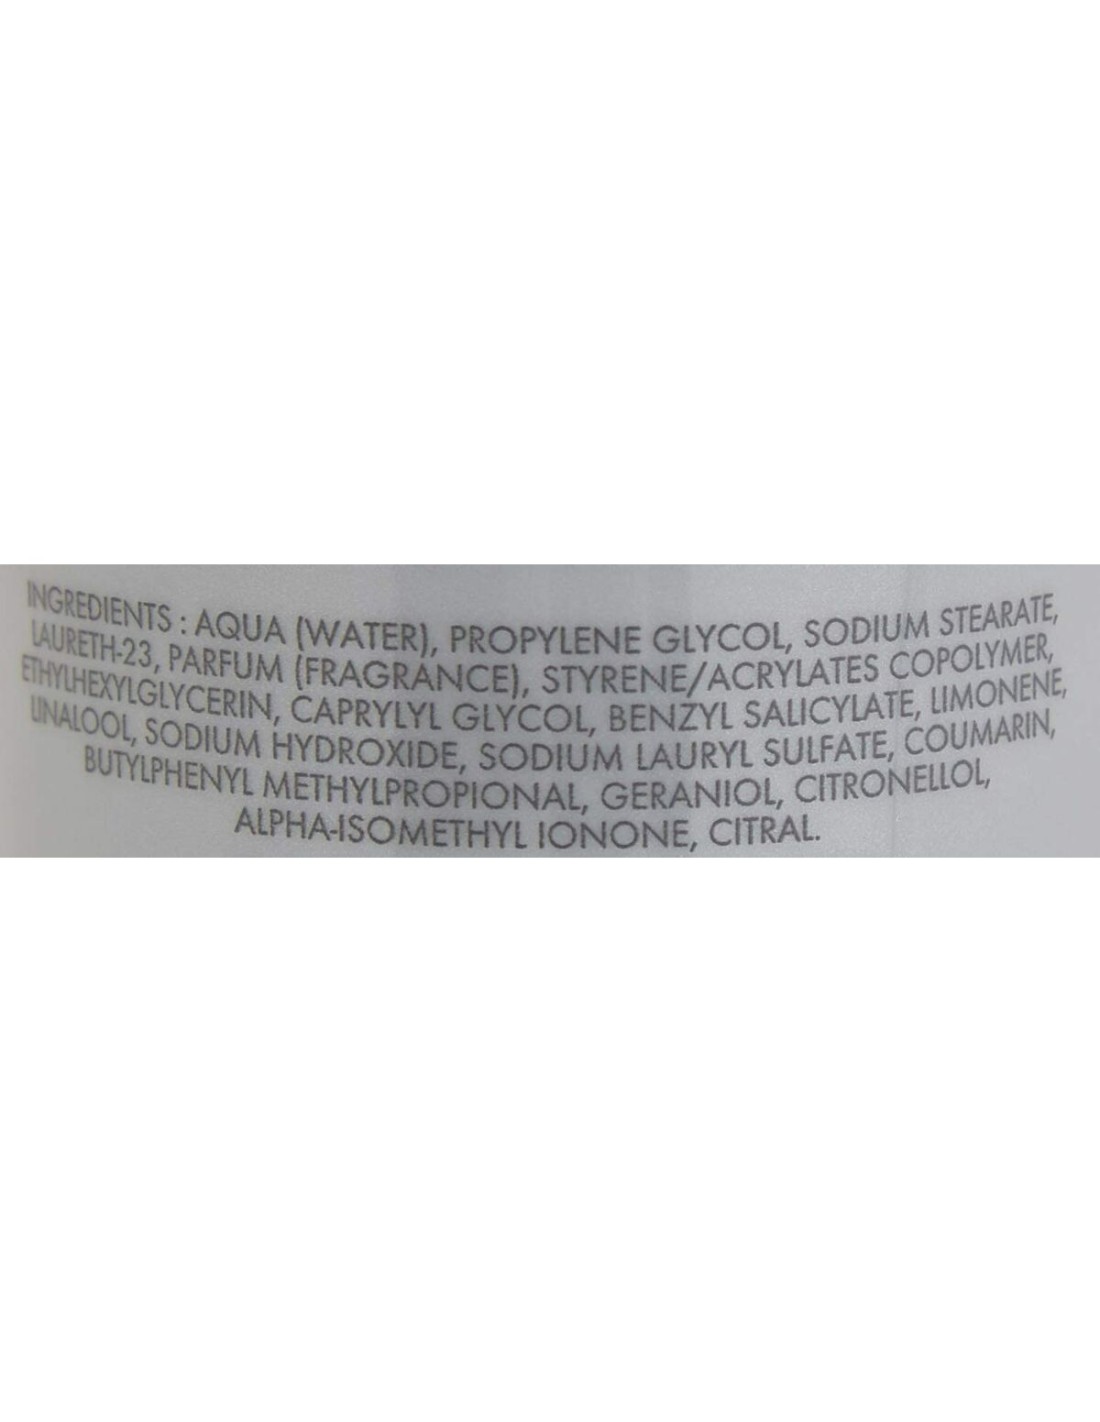 INGREDIENTS : AQUA (WATER), PROPYLENE GLYCOL, SODIUM STEARATE,
LAURETH-23, PARFUM (FRAGRANCE), STYRENE/ACRYLATES COPOLYMER,
ETHYLHEXYLGLYCERIN, CAPRYLYL GLYCOL, BENZYL SALICYLATE, LIMONENE,
LINALOOL, SODIUM HYDROXIDE, SODIUM LAURYL SULFATE, COUMARIN,
BUTYLPHENYL METHYLPROPIONAL, GERANIOL, CITRONELLOL,
ALPHA-ISOMETHYL IONONE, CITRAL.